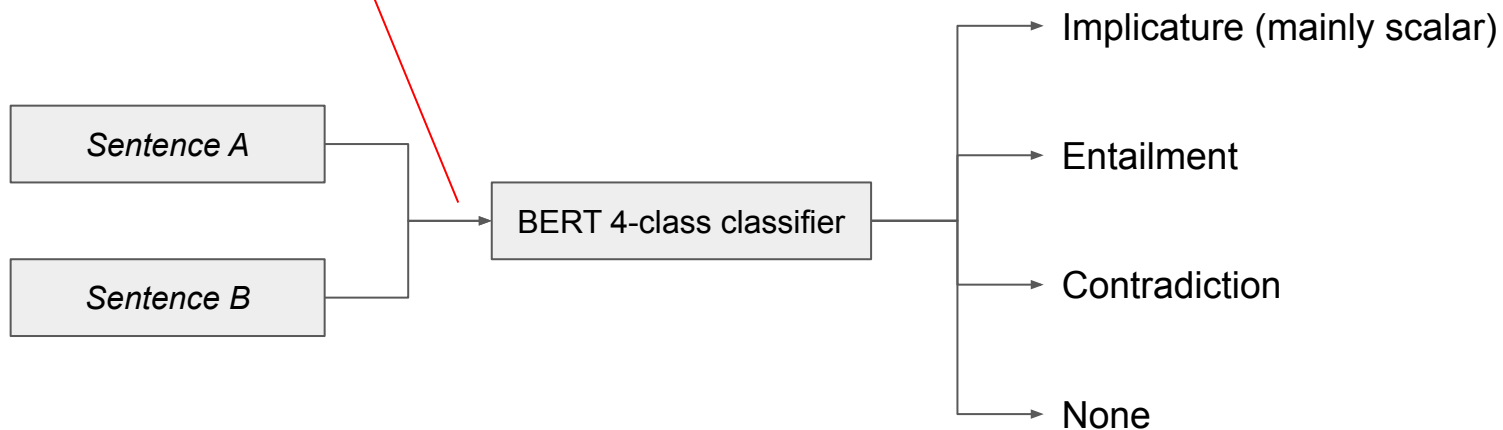 Implicature (mainly scalar)
Sentence A
Entailment
BERT 4-class classifier
Sentence B
Contradiction
None